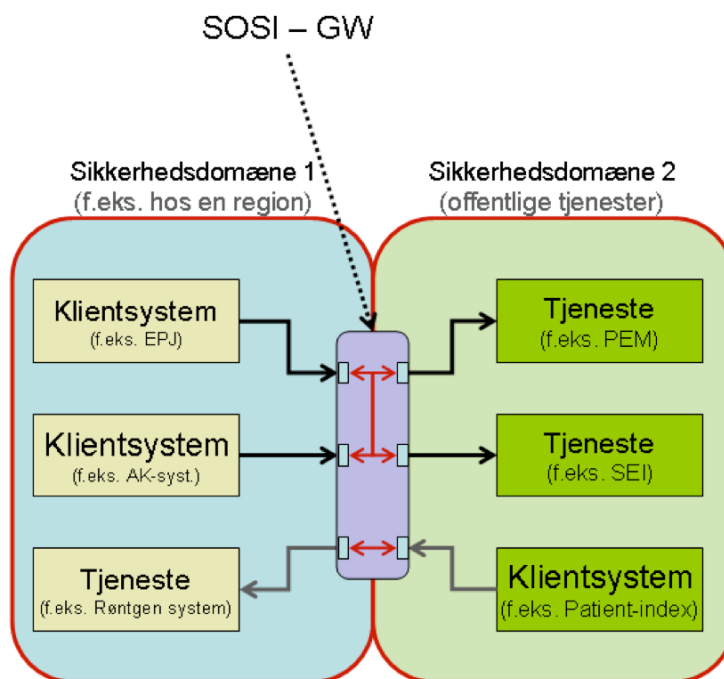 SOSI – GW
Sikkerhedsdomæne 1
(f.eks. hos en region)
Sikkerhedsdomæne 2
(offentlige tjenester)
Klientsystem
(f.eks. EPJ)
Tjeneste
(f.eks. PEM)
Klientsystem
(f.eks. AK-syst.)
Tjeneste
(f.eks. SEI)
Tjeneste
(f.eks. Røntgen system)
Klientsystem
(f.eks. Patient-index)